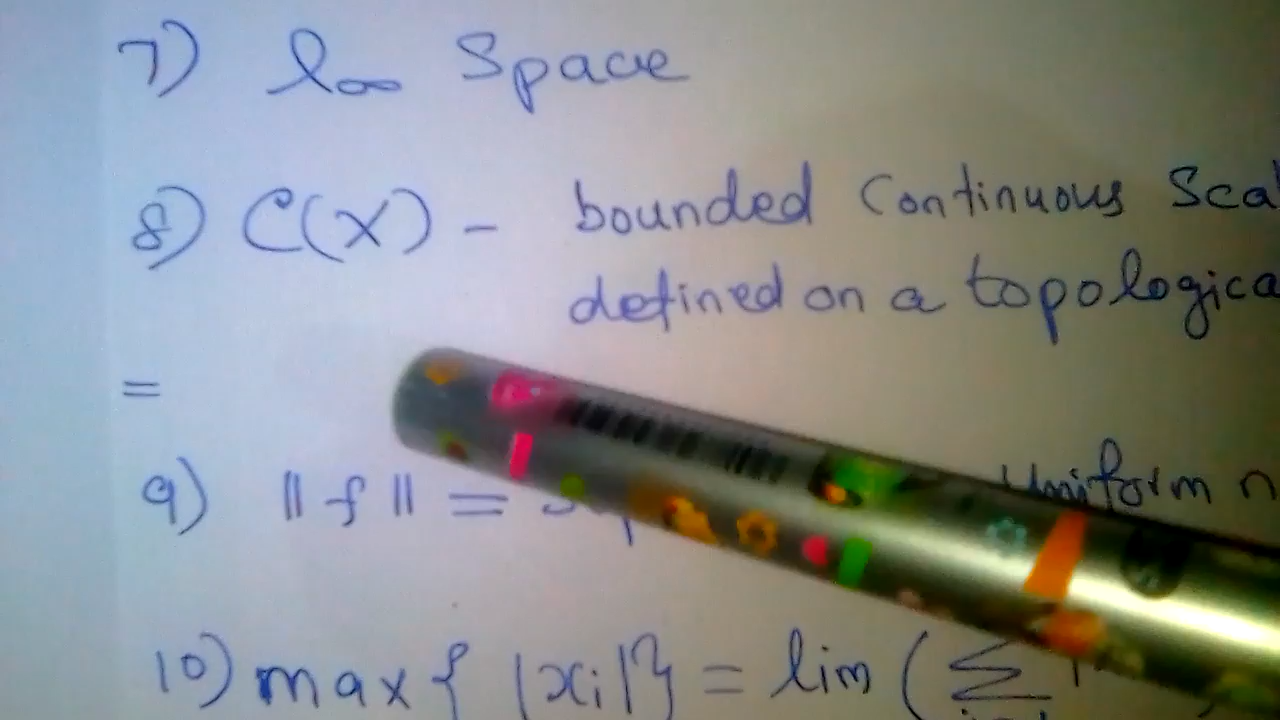 7) l∞ Space
8) C(X) - bounded Continuous Sca
defined on a topologica
=
9) ||f|| = Uniform n
10) max{ |xi|} = lim ( Σ